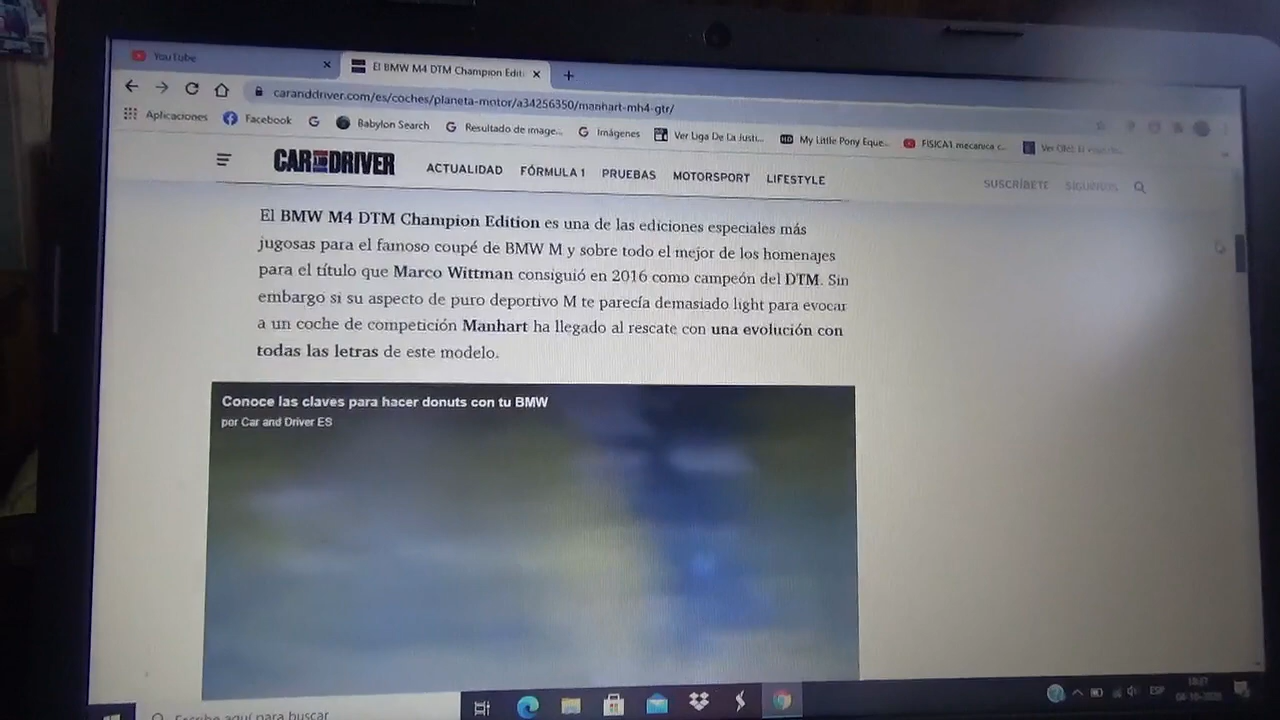 YouTube
El BMW M4 DTM Champion Editi
caranddriver.com/es/coches/planeta-motor/a34256350/manhart-mh4-gtr/
Aplicaciones Facebook Babylon Search Resultado de image... Imágenes Ver Liga De La Justi... My Little Pony Eque... FISICA1 mecanica c...
CAR AND DRIVER ACTUALIDAD FÓRMULA 1 PRUEBAS MOTORSPORT LIFESTYLE SUSCRÍBETE SÍGUENOS
El BMW M4 DTM Champion Edition es una de las ediciones especiales más
jugosas para el famoso coupé de BMW M y sobre todo el mejor de los homenajes
para el título que Marco Wittman consiguió en 2016 como campeón del DTM. Sin
embargo si su aspecto de puro deportivo M te parecía demasiado light para evocar
a un coche de competición Manhart ha llegado al rescate con una evolución con
todas las letras de este modelo.
Conoce las claves para hacer donuts con tu BMW
por Car and Driver ES
Escribe aquí para buscar
ESP